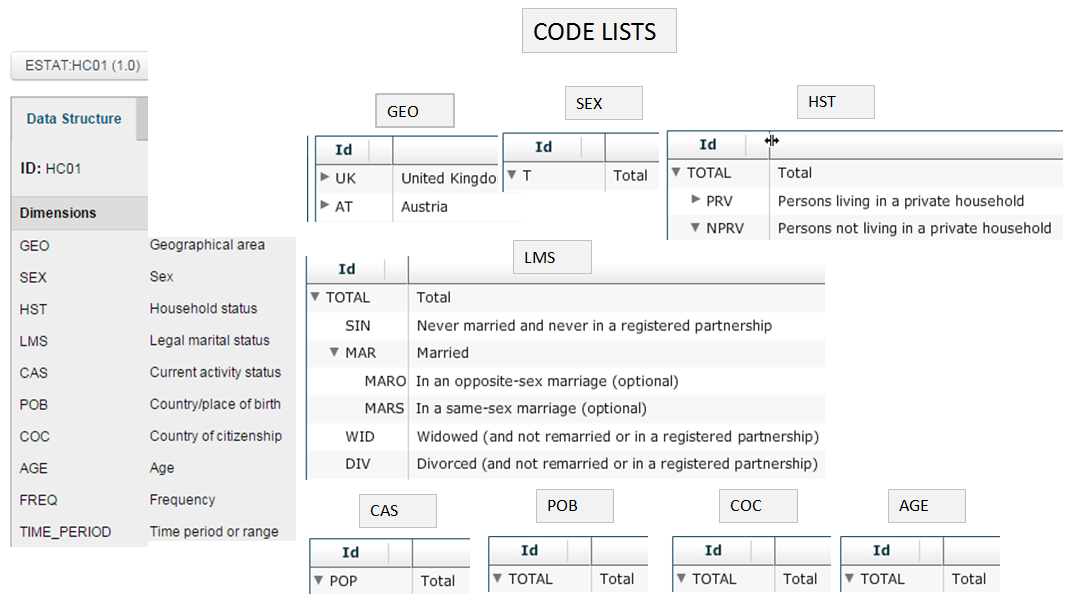 CODE LISTS
ESTAT:HC01 (1.0)
Data Structure
ID: HC01
Dimensions
GEO Geographical area
SEX Sex
HST Household status
LMS Legal marital status
CAS Current activity status
POB Country/place of birth
COC Country of citizenship
AGE Age
FREQ Frequency
TIME_PERIOD Time period or range
GEO
Id
UK United Kingdo
AT Austria
SEX
Id
T Total
HST
Id
TOTAL Total
PRV Persons living in a private household
NPRV Persons not living in a private household
LMS
Id
TOTAL Total
SIN Never married and never in a registered partnership
MAR Married
MARO In an opposite-sex marriage (optional)
MARS In a same-sex marriage (optional)
WID Widowed (and not remarried or in a registered partnership)
DIV Divorced (and not remarried or in a registered partnership)
CAS
Id
POP Total
POB
Id
TOTAL Total
COC
Id
TOTAL Total
AGE
Id
TOTAL Total